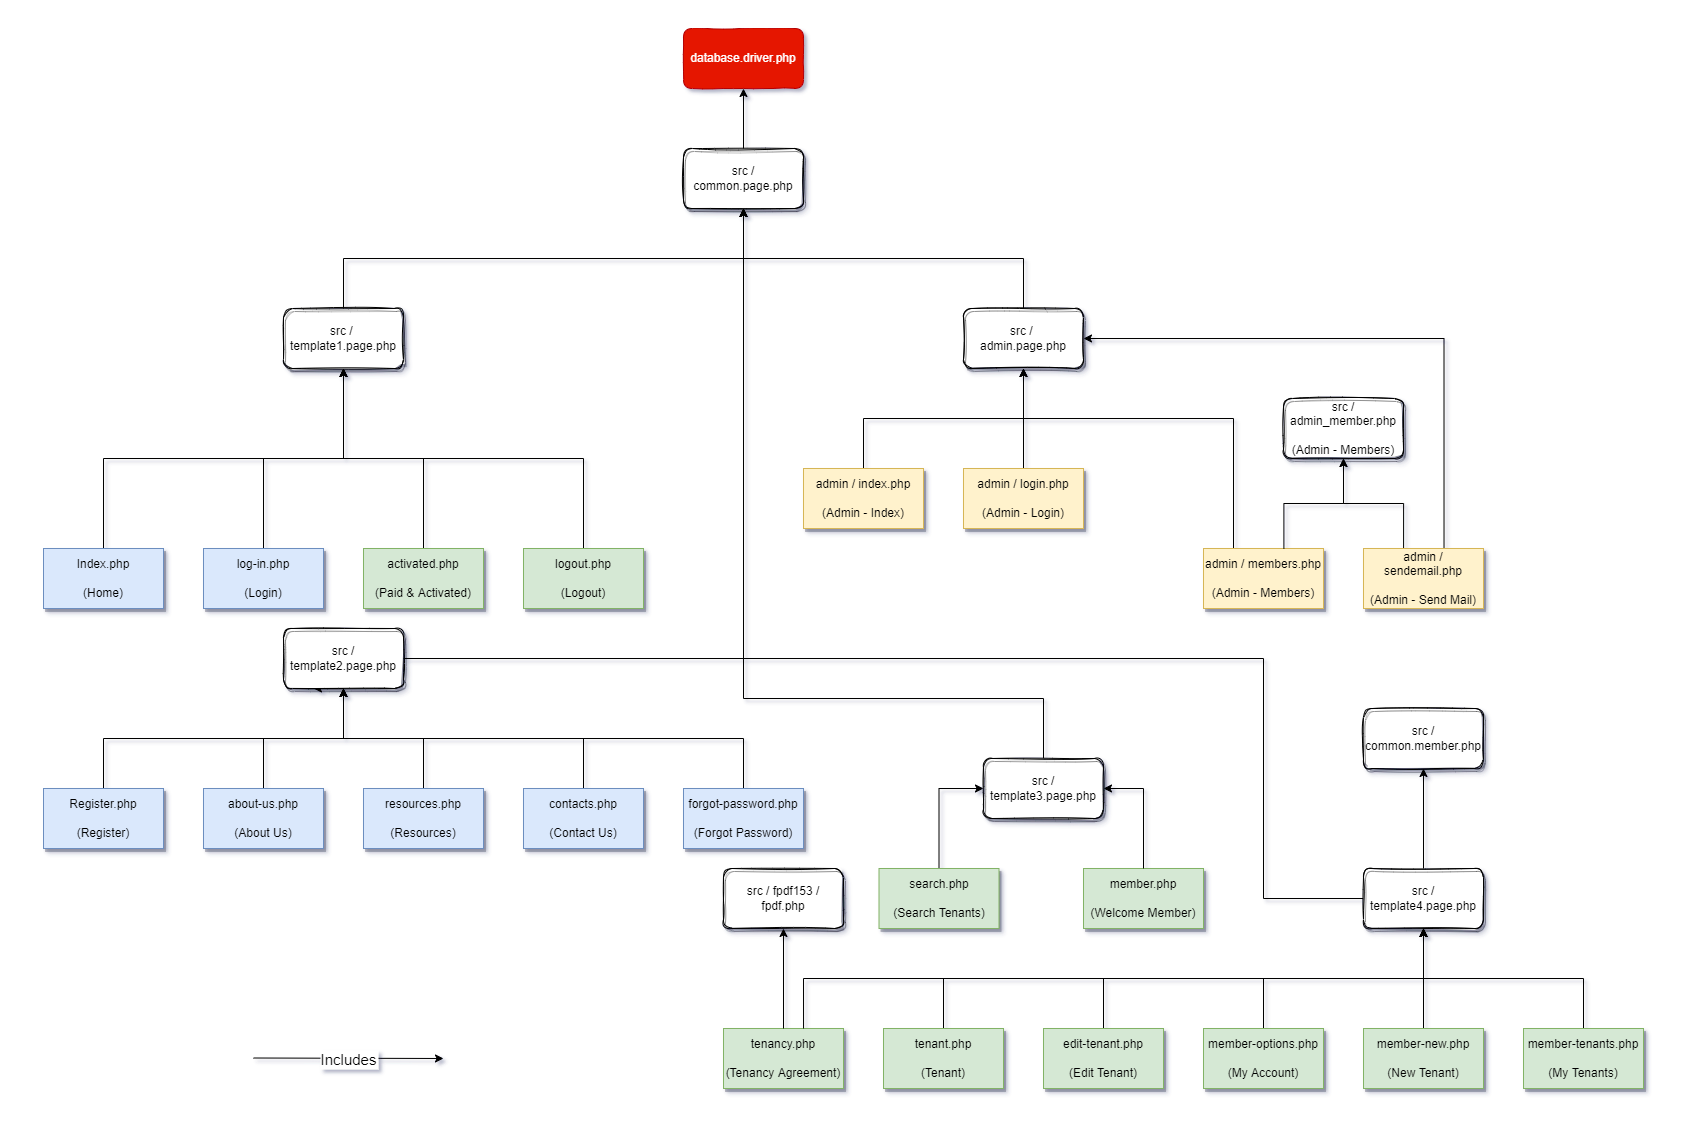 database.driver.php
src /
common.page.php
src /
template1.page.php
src /
admin.page.php
src /
admin_member.php
(Admin - Members)
admin / index.php
(Admin - Index)
admin / login.php
(Admin - Login)
Index.php
(Home)
log-in.php
(Login)
activated.php
(Paid & Activated)
logout.php
(Logout)
admin / members.php
(Admin - Members)
admin /
sendemail.php
(Admin - Send Mail)
src /
template2.page.php
src /
common.member.php
src /
template3.page.php
Register.php
(Register)
about-us.php
(About Us)
resources.php
(Resources)
contacts.php
(Contact Us)
forgot-password.php
(Forgot Password)
src / fpdf153 /
fpdf.php
search.php
(Search Tenants)
member.php
(Welcome Member)
src /
template4.page.php
tenancy.php
(Tenancy Agreement)
tenant.php
(Tenant)
edit-tenant.php
(Edit Tenant)
member-options.php
(My Account)
member-new.php
(New Tenant)
member-tenants.php
(My Tenants)
Includes